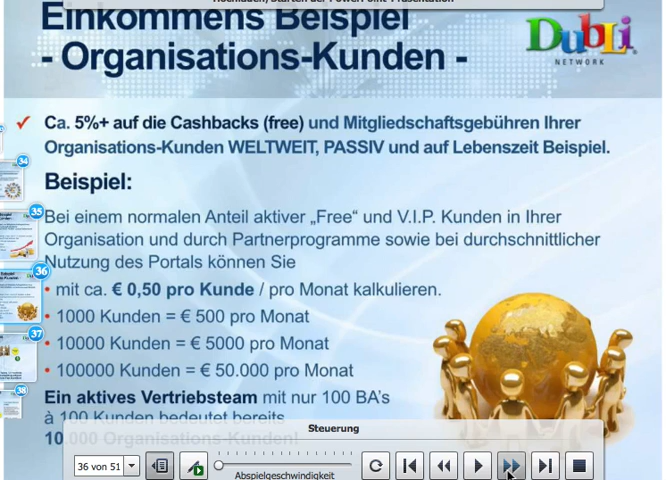 Hochladen, Starten der PowerPoint-Präsentation
Einkommens Beispiel
- Organisations-Kunden -
DubLi
NETWORK
Ca. 5%+ auf die Cashbacks (free) und Mitgliedschaftsgebühren Ihrer
Organisations-Kunden WELTWEIT, PASSIV und auf Lebenszeit Beispiel.
Beispiel:
Bei einem normalen Anteil aktiver „Free“ und V.I.P. Kunden in Ihrer
Organisation und durch Partnerprogramme sowie bei durchschnittlicher
Nutzung des Portals können Sie
• mit ca. € 0,50 pro Kunde / pro Monat kalkulieren.
• 1000 Kunden = € 500 pro Monat
• 10000 Kunden = € 5000 pro Monat
• 100000 Kunden = € 50.000 pro Monat
Ein aktives Vertriebsteam mit nur 100 BA's
à 100 Kunden bedeutet bereits
10.000 Organisations-Kunden!
34
35
36
37
38
Steuerung
36 von 51
Abspielgeschwindigkeit